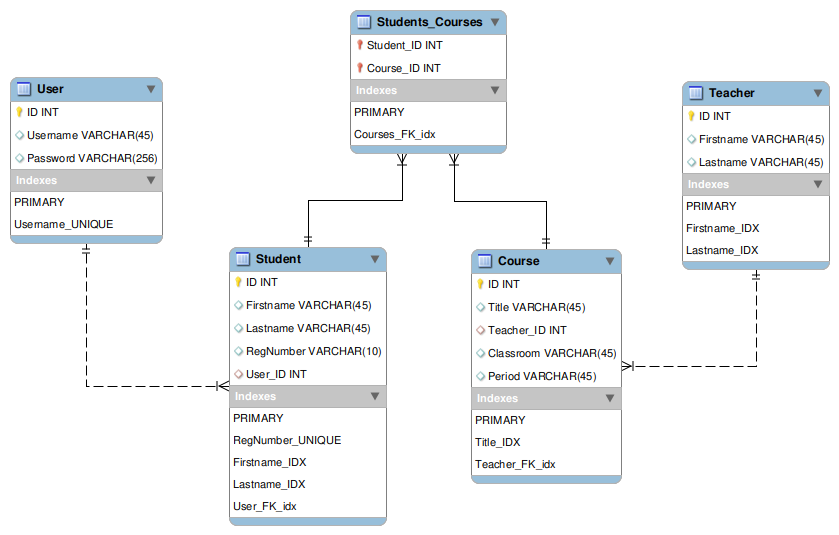 Students_Courses
Student_ID INT
Course_ID INT
Indexes
PRIMARY
Courses_FK_idx
User
ID INT
Username VARCHAR(45)
Password VARCHAR(256)
Indexes
PRIMARY
Username_UNIQUE
Teacher
ID INT
Firstname VARCHAR(45)
Lastname VARCHAR(45)
Indexes
PRIMARY
Firstname_IDX
Lastname_IDX
Student
ID INT
Firstname VARCHAR(45)
Lastname VARCHAR(45)
RegNumber VARCHAR(10)
User_ID INT
Indexes
PRIMARY
RegNumber_UNIQUE
Firstname_IDX
Lastname_IDX
User_FK_idx
Course
ID INT
Title VARCHAR(45)
Teacher_ID INT
Classroom VARCHAR(45)
Period VARCHAR(45)
Indexes
PRIMARY
Title_IDX
Teacher_FK_idx